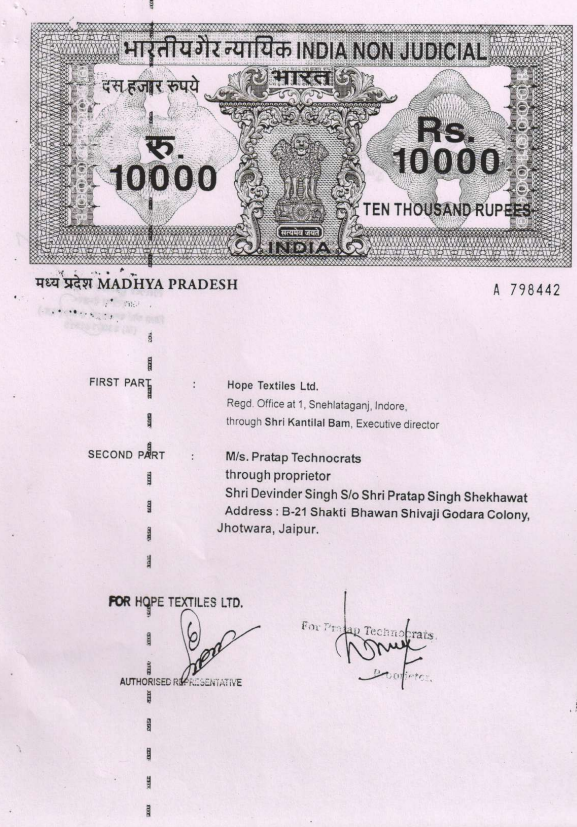 भारतीय गैर न्यायिक INDIA NON JUDICIAL
दस हजार रुपये
भारत
रु.
10000
Rs.
10000
TEN THOUSAND RUPEES
सत्यमेव जयते
INDIA
मध्य प्रदेश MADHYA PRADESH
A 798442
FIRST PART : Hope Textiles Ltd.
Regd. Office at 1, Snehlataganj, Indore,
through Shri Kantilal Bam, Executive director
SECOND PART : M/s. Pratap Technocrats
through proprietor
Shri Devinder Singh S/o Shri Pratap Singh Shekhawat
Address : B-21 Shakti Bhawan Shivaji Godara Colony,
Jhotwara, Jaipur.
FOR HOPE TEXTILES LTD.
AUTHORISED REPRESENTATIVE
For Pratap Technocrats.
Proprietor.